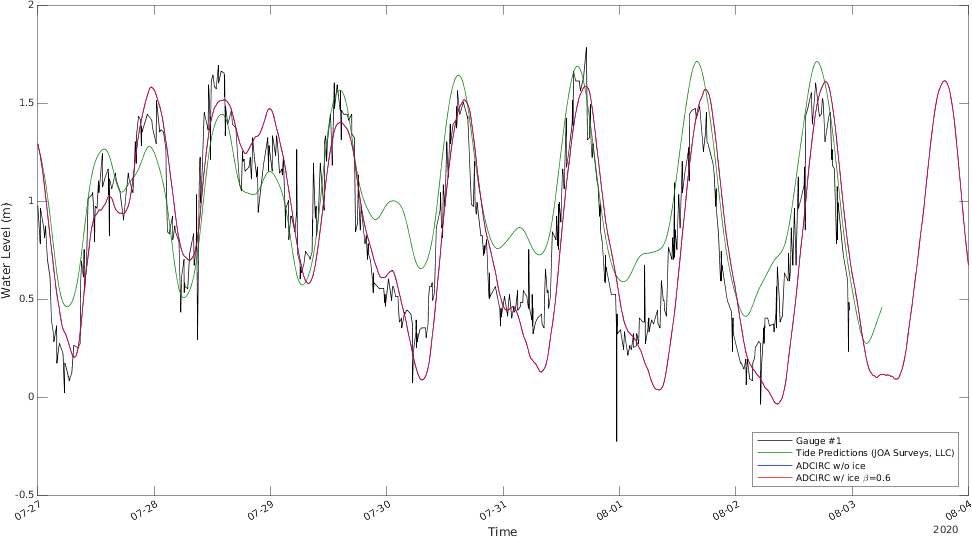 2
1.5
1
0.5
0
-0.5
Water Level (m)
07-27
07-28
07-29
07-30
07-31
08-01
08-02
08-03
08-04
2020
Time
Gauge #1
Tide Predictions (JOA Surveys, LLC)
ADCIRC w/o ice
ADCIRC w/ ice β=0.6